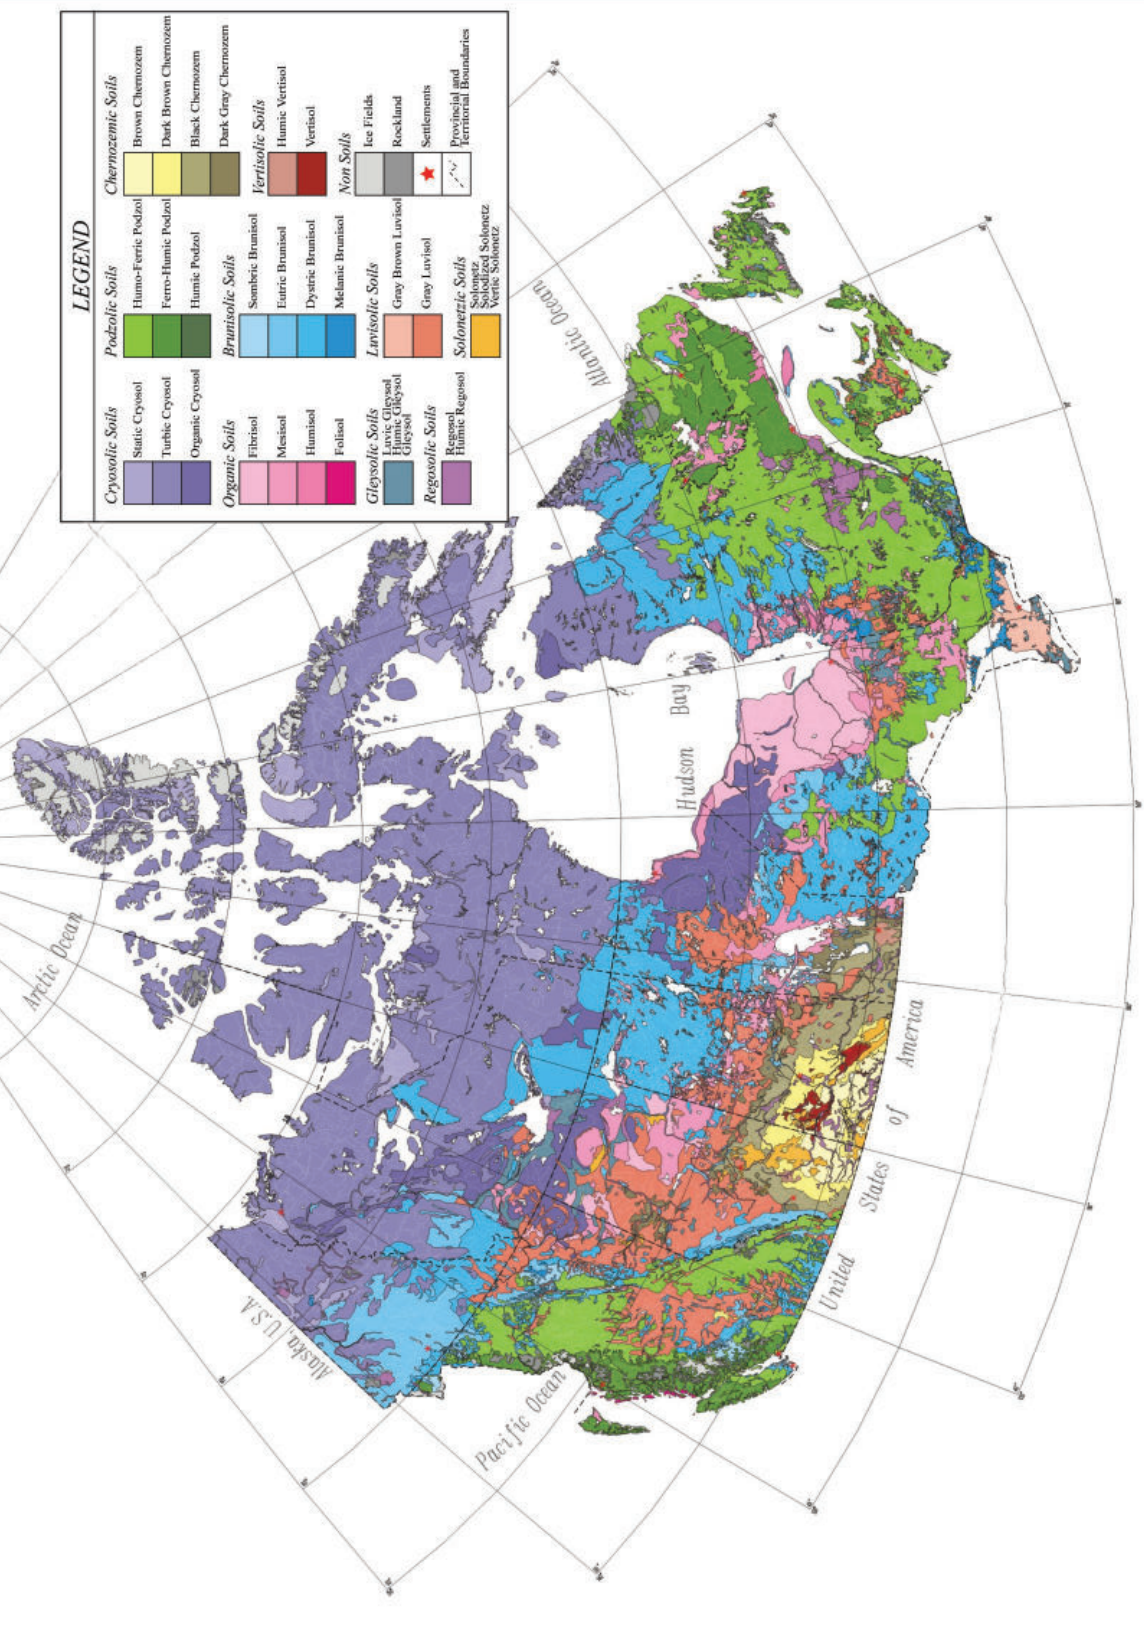 LEGEND
Cryosolic Soils
Static Cryosol
Turbic Cryosol
Organic Cryosol
Organic Soils
Fibrisol
Mesisol
Humisol
Folisol
Gleysolic Soils
Luvic Gleysol
Humic Gleysol
Gleysol
Regosolic Soils
Regosol
Humic Regosol
Podzolic Soils
Humo-Ferric Podzol
Ferro-Humic Podzol
Humic Podzol
Brunisolic Soils
Sombric Brunisol
Eutric Brunisol
Dystric Brunisol
Melanic Brunisol
Luvisolic Soils
Gray Brown Luvisol
Gray Luvisol
Solonetzic Soils
Solonetz
Solodized Solonetz
Vertic Solonetz
Chernozemic Soils
Brown Chernozem
Dark Brown Chernozem
Black Chernozem
Dark Gray Chernozem
Vertisolic Soils
Humic Vertisol
Vertisol
Non Soils
Ice Fields
Rockland
Settlements
Provincial and
Territorial Boundaries
Arctic Ocean
Atlantic Ocean
Hudson Bay
Alaska, U.S.A.
Pacific Ocean
United States of America